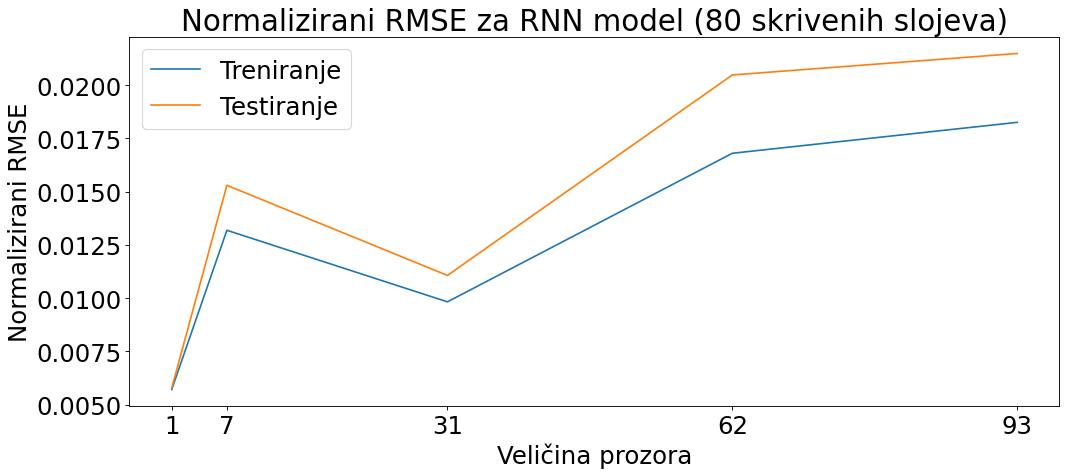 Normalizirani RMSE za RNN model (80 skrivenih slojeva)
Treniranje
Testiranje
Normalizirani RMSE
0.0200
0.0175
0.0150
0.0125
0.0100
0.0075
0.0050
1 7 31 62 93
Veličina prozora